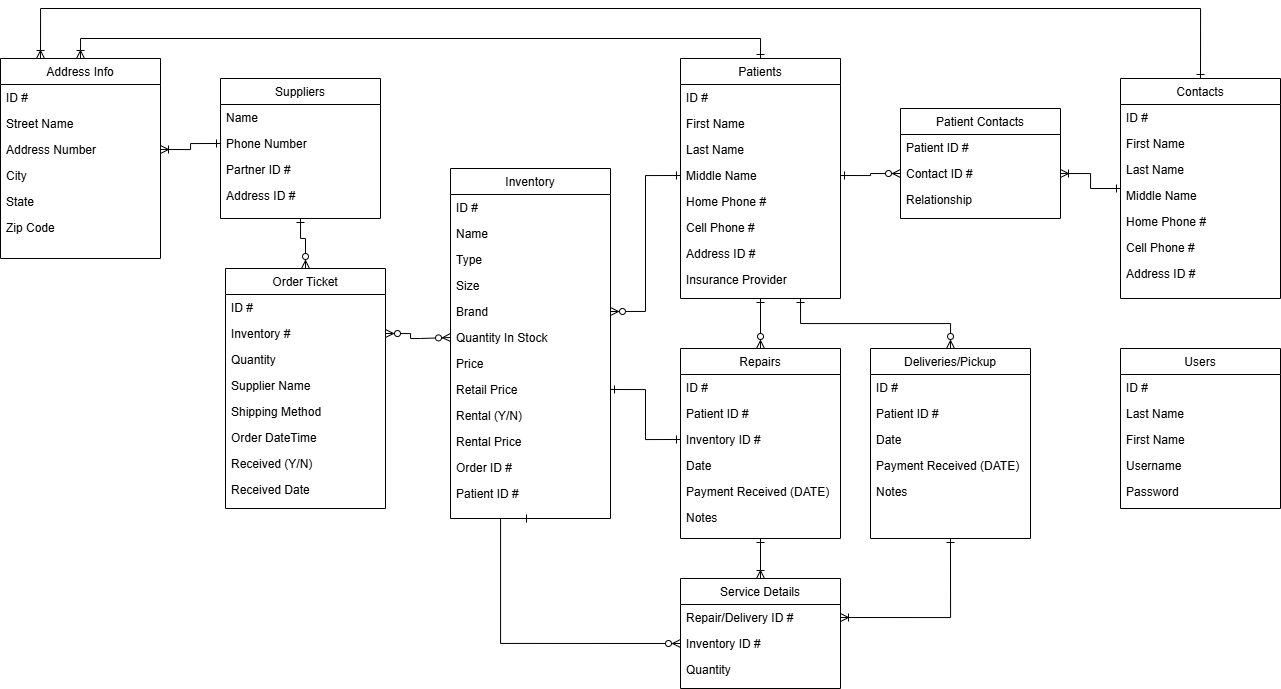 Address Info
ID #
Street Name
Address Number
City
State
Zip Code
Suppliers
Name
Phone Number
Partner ID #
Address ID #
Order Ticket
ID #
Inventory #
Quantity
Supplier Name
Shipping Method
Order DateTime
Received (Y/N)
Received Date
Inventory
ID #
Name
Type
Size
Brand
Quantity In Stock
Price
Retail Price
Rental (Y/N)
Rental Price
Order ID #
Patient ID #
Patients
ID #
First Name
Last Name
Middle Name
Home Phone #
Cell Phone #
Address ID #
Insurance Provider
Patient Contacts
Patient ID #
Contact ID #
Relationship
Contacts
ID #
First Name
Last Name
Middle Name
Home Phone #
Cell Phone #
Address ID #
Repairs
ID #
Patient ID #
Inventory ID #
Date
Payment Received (DATE)
Notes
Deliveries/Pickup
ID #
Patient ID #
Date
Payment Received (DATE)
Notes
Users
ID #
Last Name
First Name
Username
Password
Service Details
Repair/Delivery ID #
Inventory ID #
Quantity